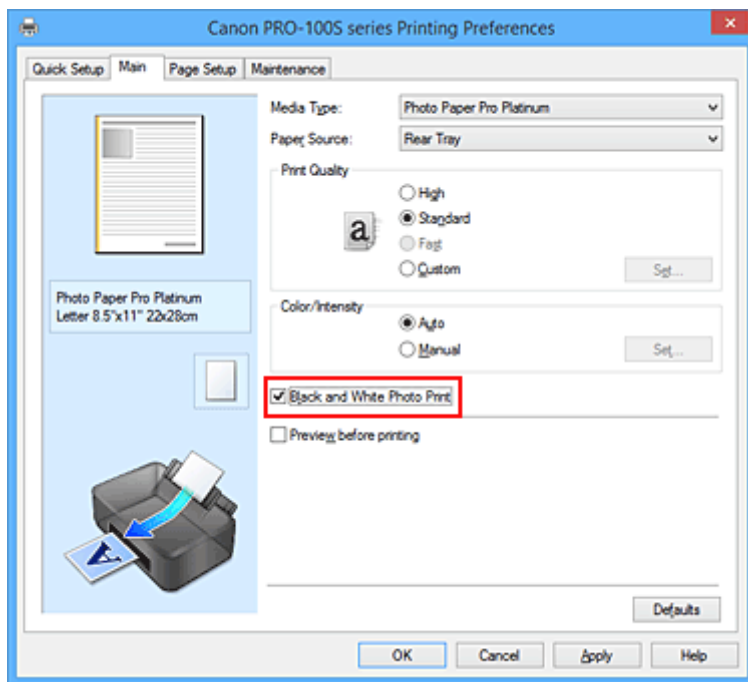 Canon PRO-100S series Printing Preferences
Quick Setup Main Page Setup Maintenance
Media Type: Photo Paper Pro Platinum
Paper Source: Rear Tray
Print Quality
High
a Standard
Fast
Custom Set...
Photo Paper Pro Platinum
Letter 8.5"x11" 22x28cm
Color/Intensity
Auto
Manual Set...
Black and White Photo Print
Preview before printing
A
Defaults
OK Cancel Apply Help